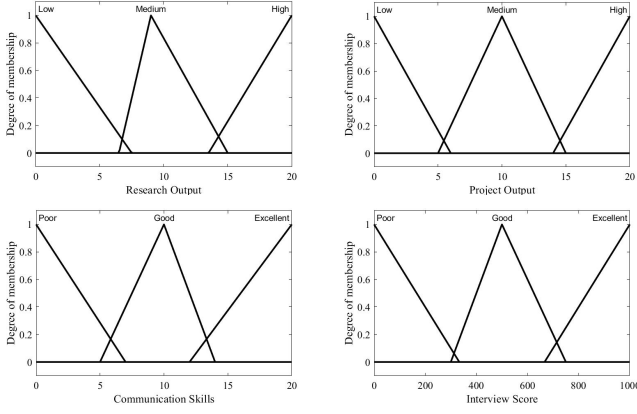 Low Medium High
Degree of membership
1
0.8
0.6
0.4
0.2
0
0 5 10 15 20
Research Output
Low Medium High
Degree of membership
1
0.8
0.6
0.4
0.2
0
0 5 10 15 20
Project Output
Poor Good Excellent
Degree of membership
1
0.8
0.6
0.4
0.2
0
0 5 10 15 20
Communication Skills
Poor Good Excellent
Degree of membership
1
0.8
0.6
0.4
0.2
0
0 200 400 600 800 1000
Interview Score